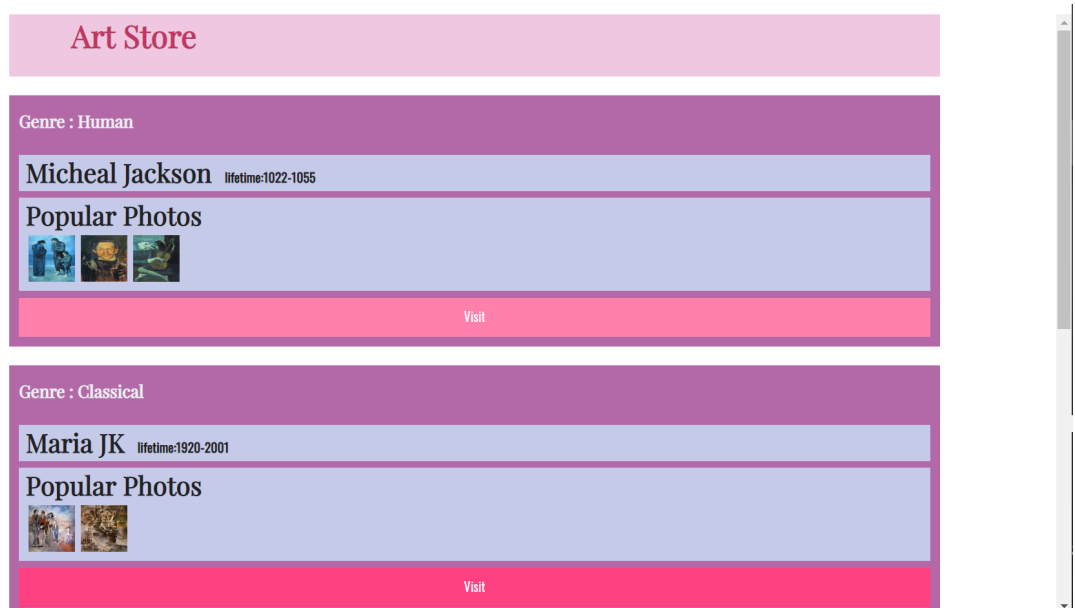 Art Store
Genre : Human
Micheal Jackson lifetime:1022-1055
Popular Photos
Visit
Genre : Classical
Maria JK lifetime:1920-2001
Popular Photos
Visit